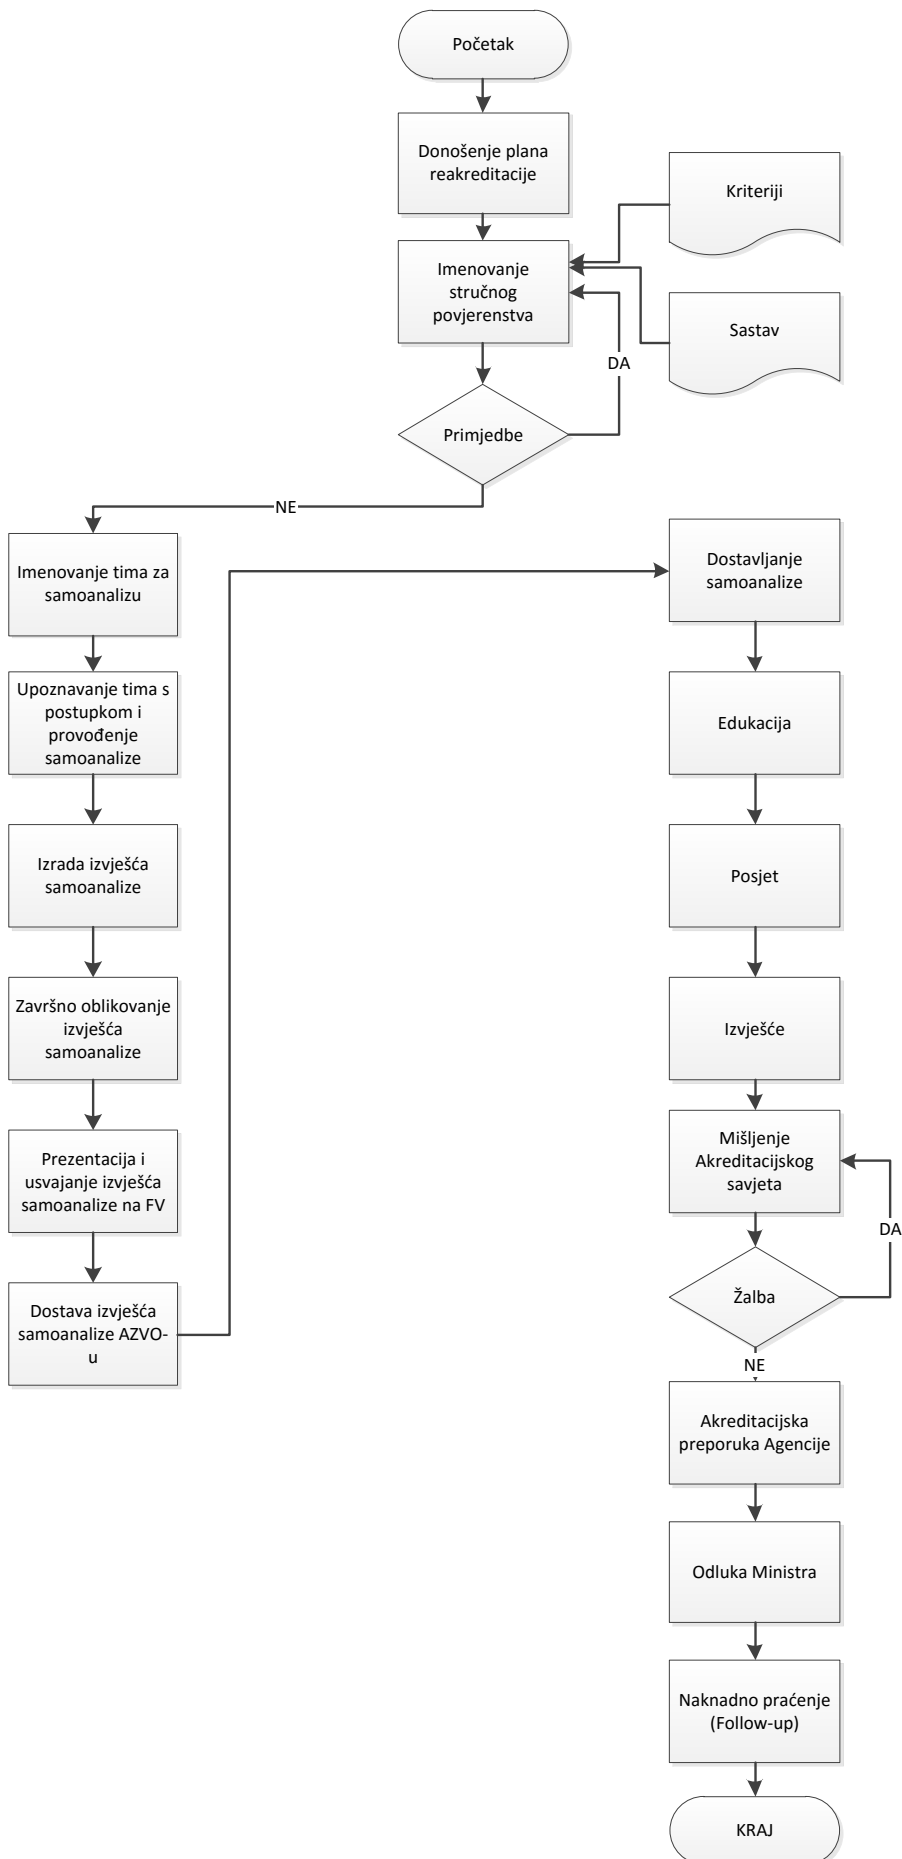 Početak
Donošenje plana
reakreditacije
Kriteriji
Imenovanje
stručnog
povjerenstva
Sastav
DA
Primjedbe
NE
Imenovanje tima za
samoanalizu
Upoznavanje tima s
postupkom i
provođenje
samoanalize
Izrada izvješća
samoanalize
Završno oblikovanje
izvješća
samoanalize
Prezentacija i
usvajanje izvješća
samoanalize na FV
Dostava izvješća
samoanalize AZVO-
u
Dostavljanje
samoanalize
Edukacija
Posjet
Izvješće
Mišljenje
Akreditacijskog
savjeta
DA
Žalba
NE
Akreditacijska
preporuka Agencije
Odluka Ministra
Naknadno praćenje
(Follow-up)
KRAJ